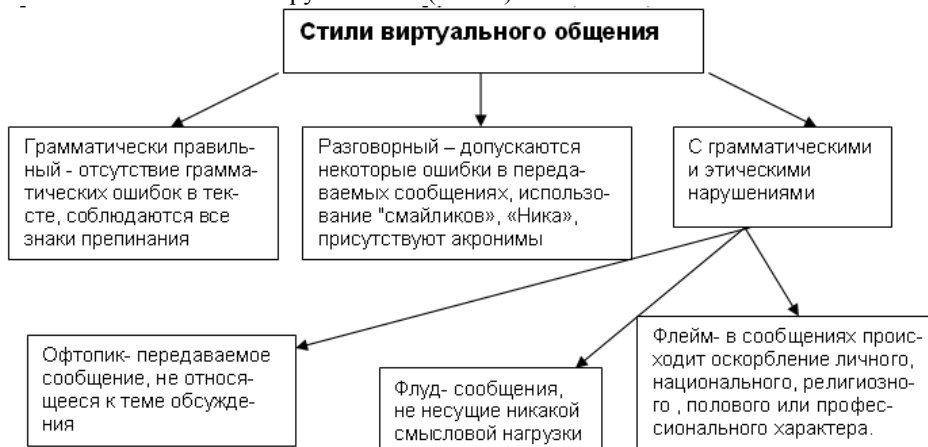 Стили виртуального общения
Грамматически правиль-
ный - отсутствие грамма-
тических ошибок в тек-
сте, соблюдаются все
знаки препинания
Разговорный – допускаются
некоторые ошибки в переда-
ваемых сообщениях, использо-
вание "смайликов», «Ника»,
присутствуют акронимы
С грамматическими
и этическими
нарушениями
Офтопик- передаваемое
сообщение, не относя-
щееся к теме обсужде-
ния
Флуд- сообщения,
не несущие никакой
смысловой нагрузки
Флейм- в сообщениях проис-
ходит оскорбление личного,
национального, религиозно-
го , полового или профес-
сионального характера.